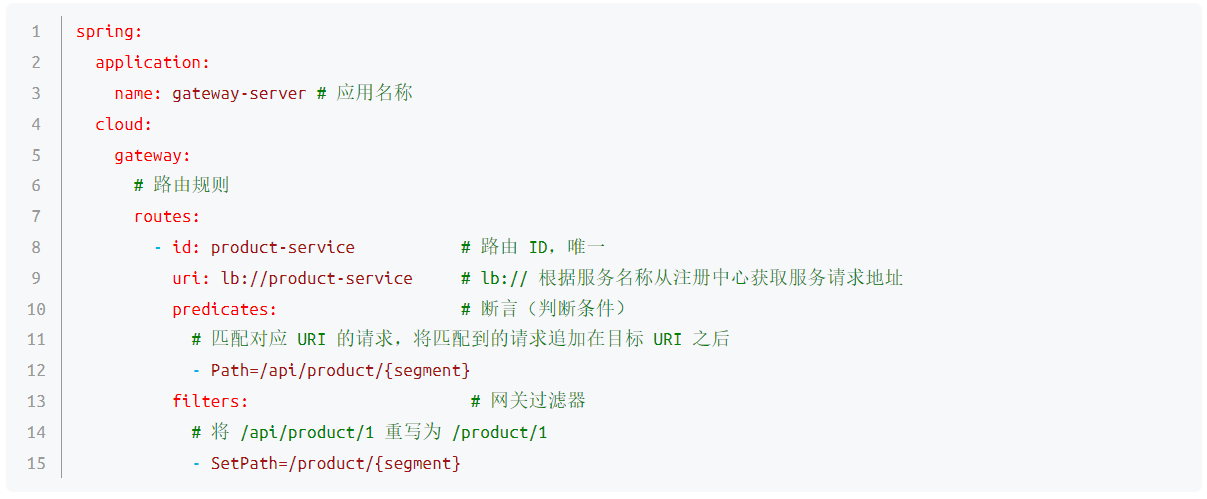 1 spring:
2   application:
3     name: gateway-server # 应用名称
4   cloud:
5     gateway:
6       # 路由规则
7       routes:
8         - id: product-service           # 路由 ID，唯一
9           uri: lb://product-service     # lb:// 根据服务名称从注册中心获取服务请求地址
10           predicates:                   # 断言（判断条件）
11             # 匹配对应 URI 的请求，将匹配到的请求追加在目标 URI 之后
12             - Path=/api/product/{segment}
13           filters:                       # 网关过滤器
14             # 将 /api/product/1 重写为 /product/1
15             - SetPath=/product/{segment}